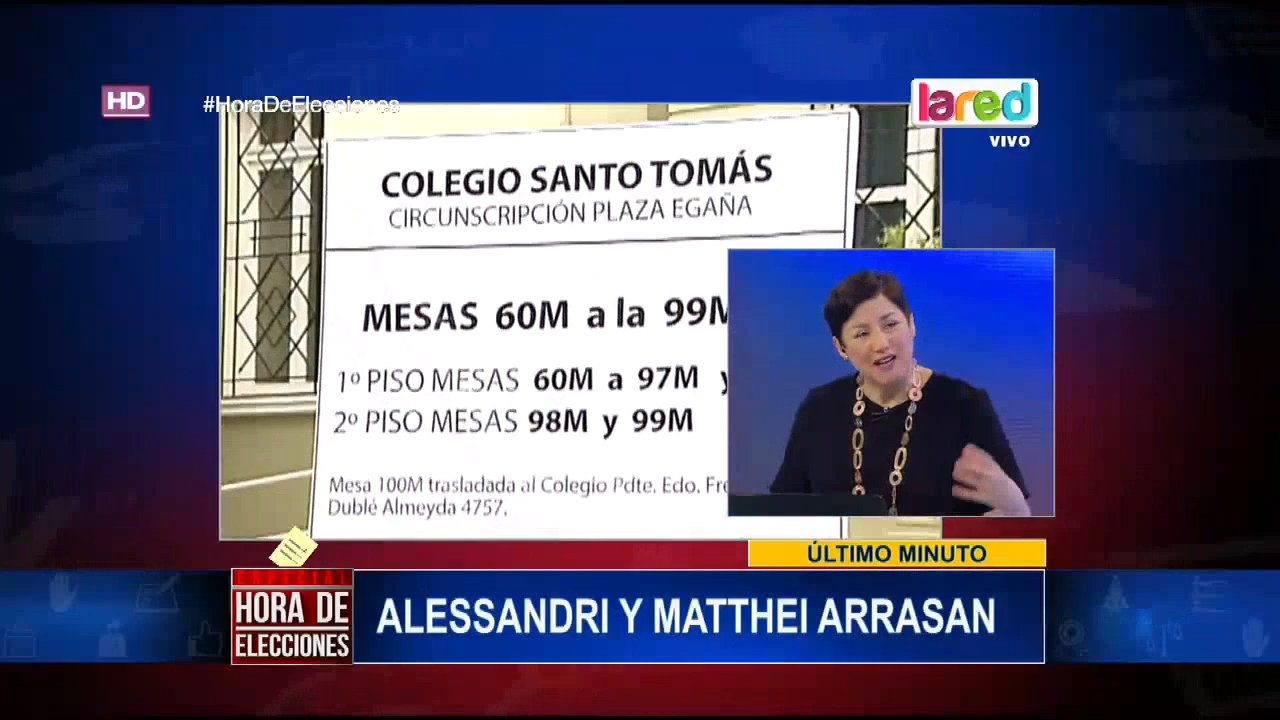 HD
#HoraDeElecciones
lared
VIVO
COLEGIO SANTO TOMÁS
CIRCUNSCRIPCIÓN PLAZA EGAÑA
MESAS 60M a la 99M
1º PISO MESAS 60M a 97M y
2º PISO MESAS 98M y 99M
Mesa 100M trasladada al Colegio Pdte. Edo.
Dublé Almeyda 4757.
ÚLTIMO MINUTO
ESPECIAL
HORA DE
ELECCIONES
ALESSANDRI Y MATTHEI ARRASAN